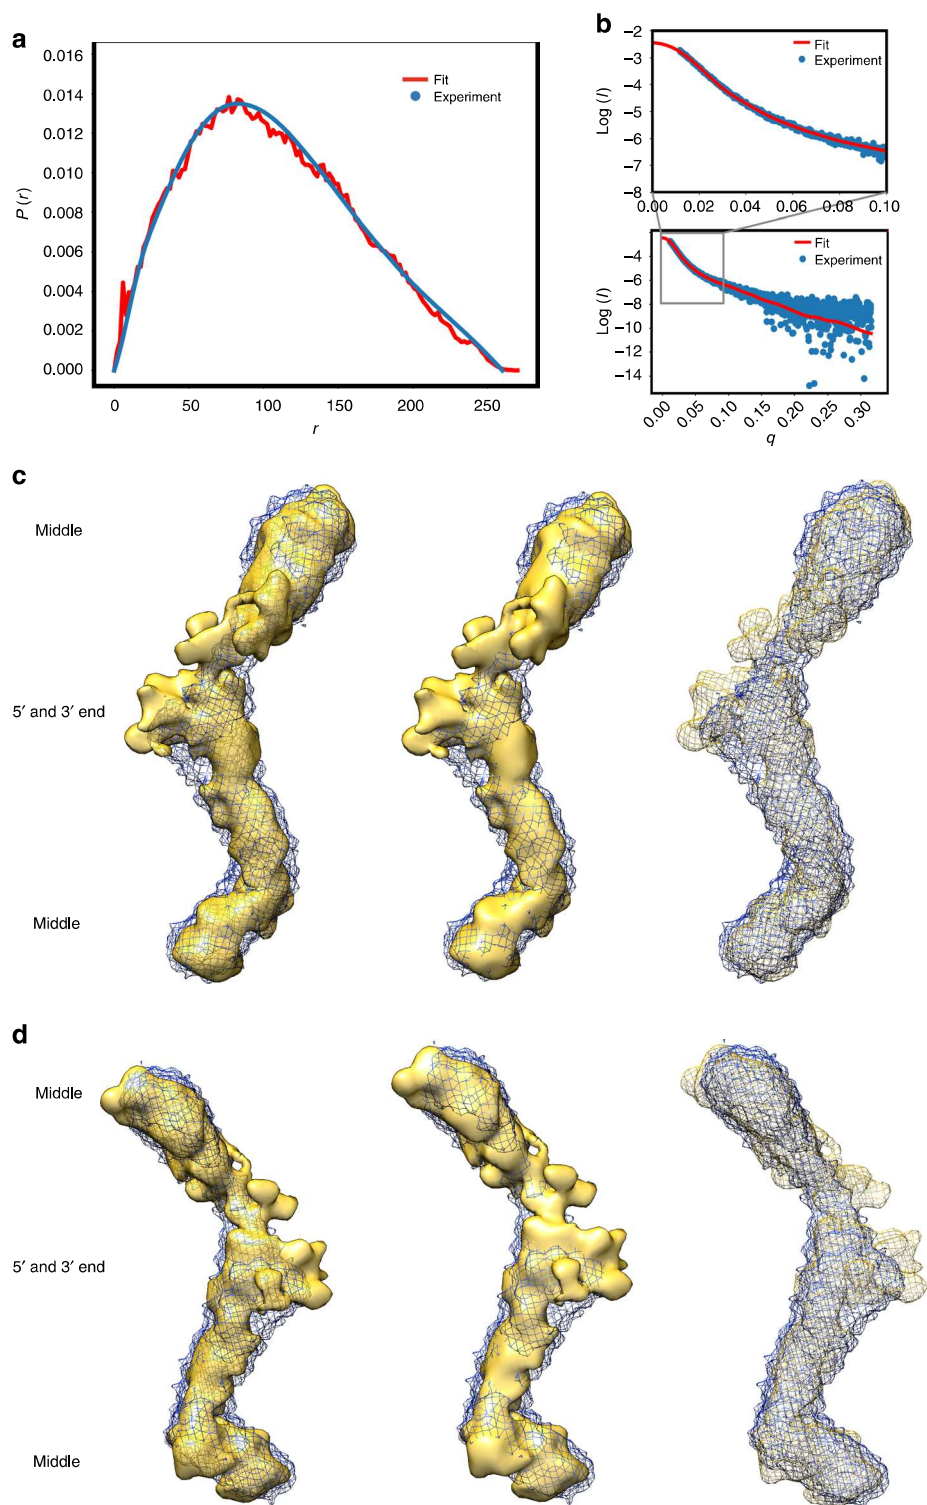 a
0.016
0.014
0.012
0.010
0.008
0.006
0.004
0.002
0.000
P (r)
Fit
Experiment
0
50
100
150
200
250
r
b
−2
−3
−4
−5
−6
−7
−8
Log (I)
Fit
Experiment
0.00
0.02
0.04
0.06
0.08
0.10
−4
−6
−8
−10
−12
−14
Log (I)
Fit
Experiment
0.00
0.05
0.10
0.15
0.20
0.25
0.30
q
c
Middle
5′ and 3′ end
Middle
d
Middle
5′ and 3′ end
Middle